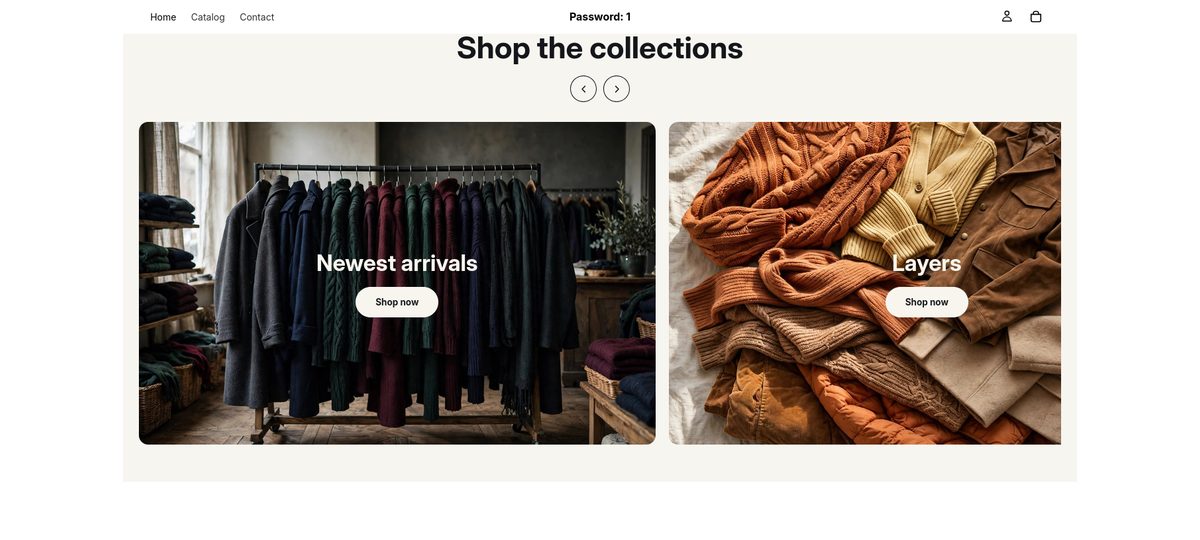 Home Catalog Contact Password: 1
Shop the collections
Newest arrivals
Shop now
Layers
Shop now